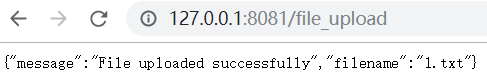 127.0.0.1:8081/file_upload
{"message":"File uploaded successfully","filename":"1.txt"}